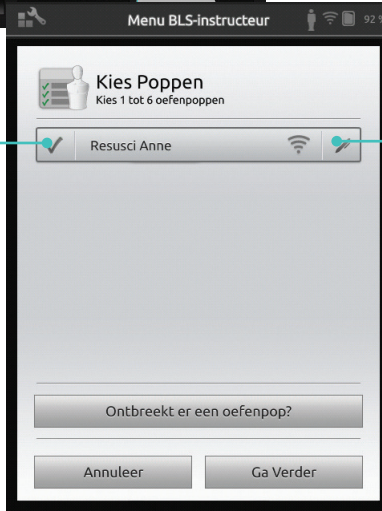 Menu BLS-instructeur 92 %
Kies Poppen
Kies 1 tot 6 oefenpoppen
Resusci Anne
Ontbreekt er een oefenpop?
Annuleer Ga Verder